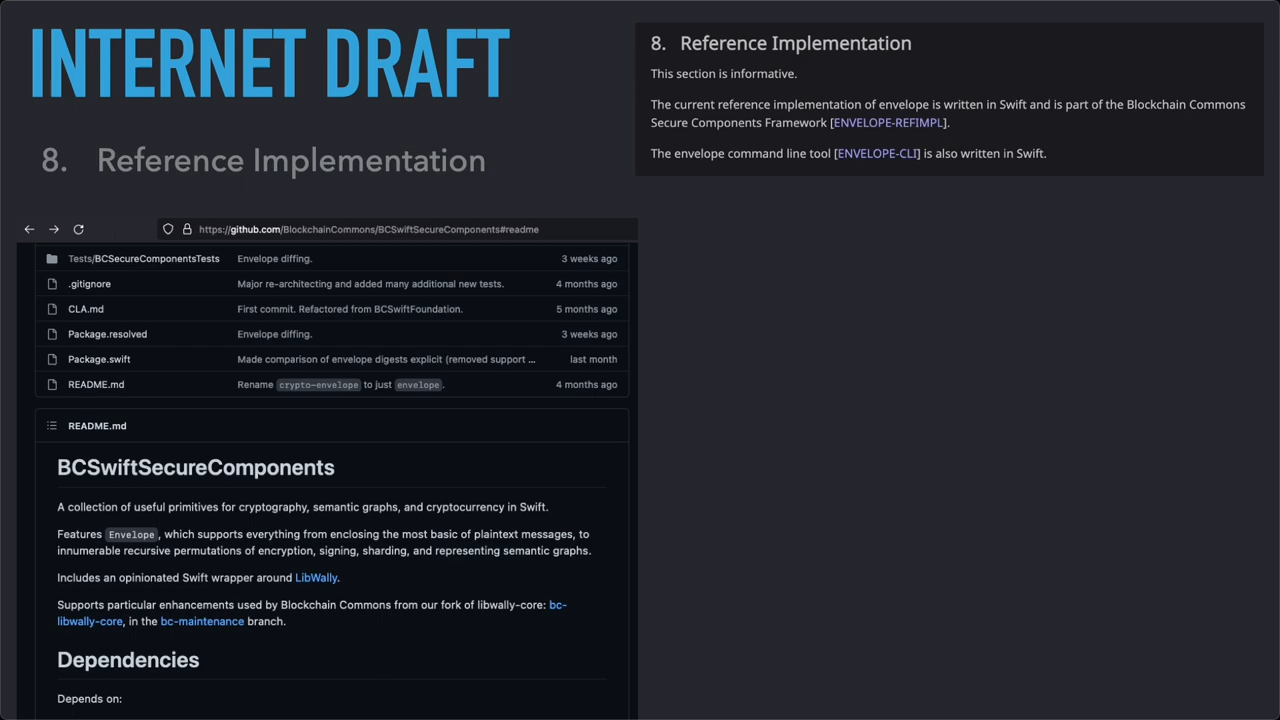 INTERNET DRAFT
8. Reference Implementation
8. Reference Implementation
This section is informative.
The current reference implementation of envelope is written in Swift and is part of the Blockchain Commons
Secure Components Framework [ENVELOPE-REFIMPL].
The envelope command line tool [ENVELOPE-CLI] is also written in Swift.
https://github.com/BlockchainCommons/BCSwiftSecureComponents#readme
Tests/BCSecureComponentsTests Envelope diffing. 3 weeks ago
.gitignore Major re-architecting and added many additional new tests. 4 months ago
CLA.md First commit. Refactored from BCSwiftFoundation. 5 months ago
Package.resolved Envelope diffing. 3 weeks ago
Package.swift Made comparison of envelope digests explicit (removed support ... last month
README.md Rename crypto-envelope to just envelope. 4 months ago
README.md
BCSwiftSecureComponents
A collection of useful primitives for cryptography, semantic graphs, and cryptocurrency in Swift.
Features Envelope, which supports everything from enclosing the most basic of plaintext messages, to
innumerable recursive permutations of encryption, signing, sharding, and representing semantic graphs.
Includes an opinionated Swift wrapper around LibWally.
Supports particular enhancements used by Blockchain Commons from our fork of libwally-core: bc-
libwally-core, in the bc-maintenance branch.
Dependencies
Depends on: